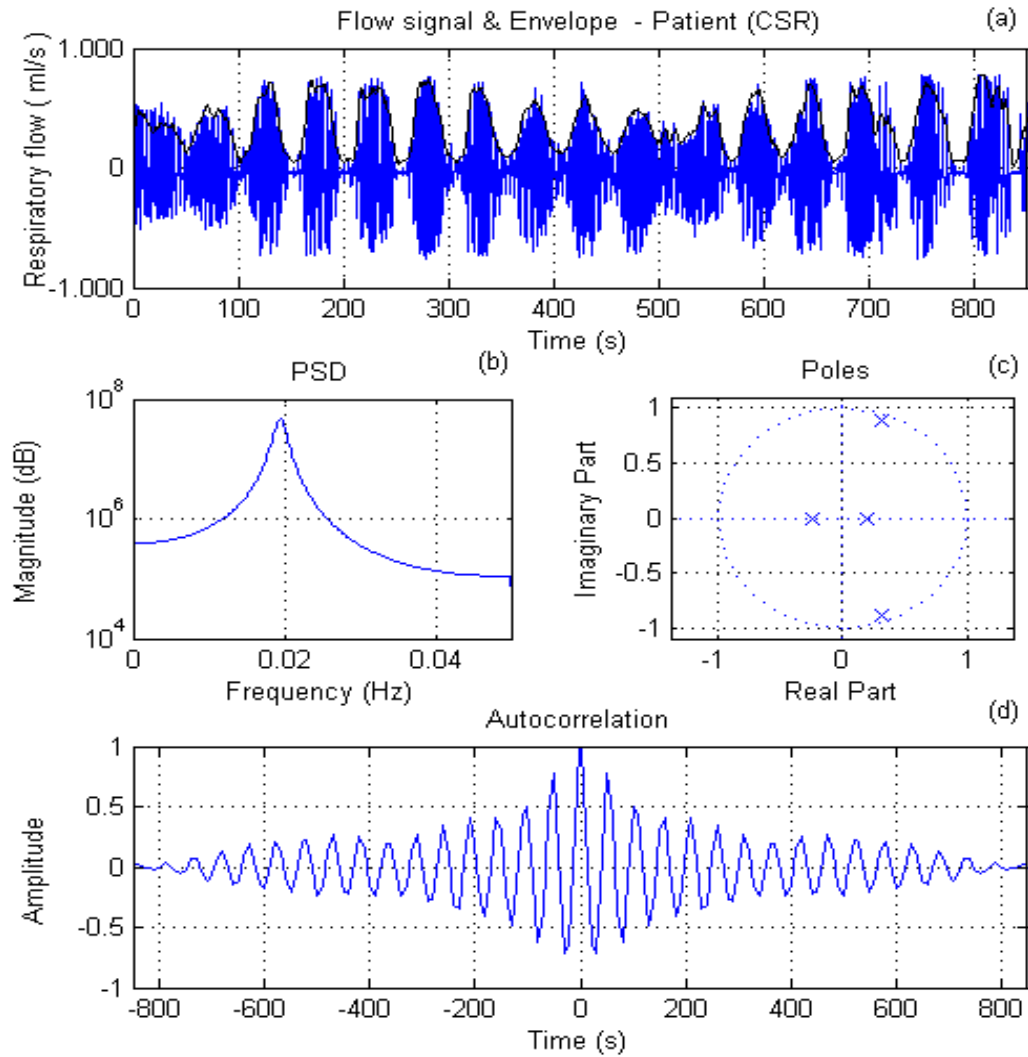 Flow signal & Envelope - Patient (CSR)
(a)
Respiratory flow ( ml/s )
1.000
0
-1.000
0 100 200 300 400 500 600 700 800
Time (s)
PSD
(b)
Magnitude (dB)
10^8
10^6
10^4
0 0.02 0.04
Frequency (Hz)
Poles
(c)
Imaginary Part
1
0.5
0
-0.5
-1
-1 0 1
Real Part
Autocorrelation
(d)
Amplitude
1
0.5
0
-0.5
-1
-800 -600 -400 -200 0 200 400 600 800
Time (s)